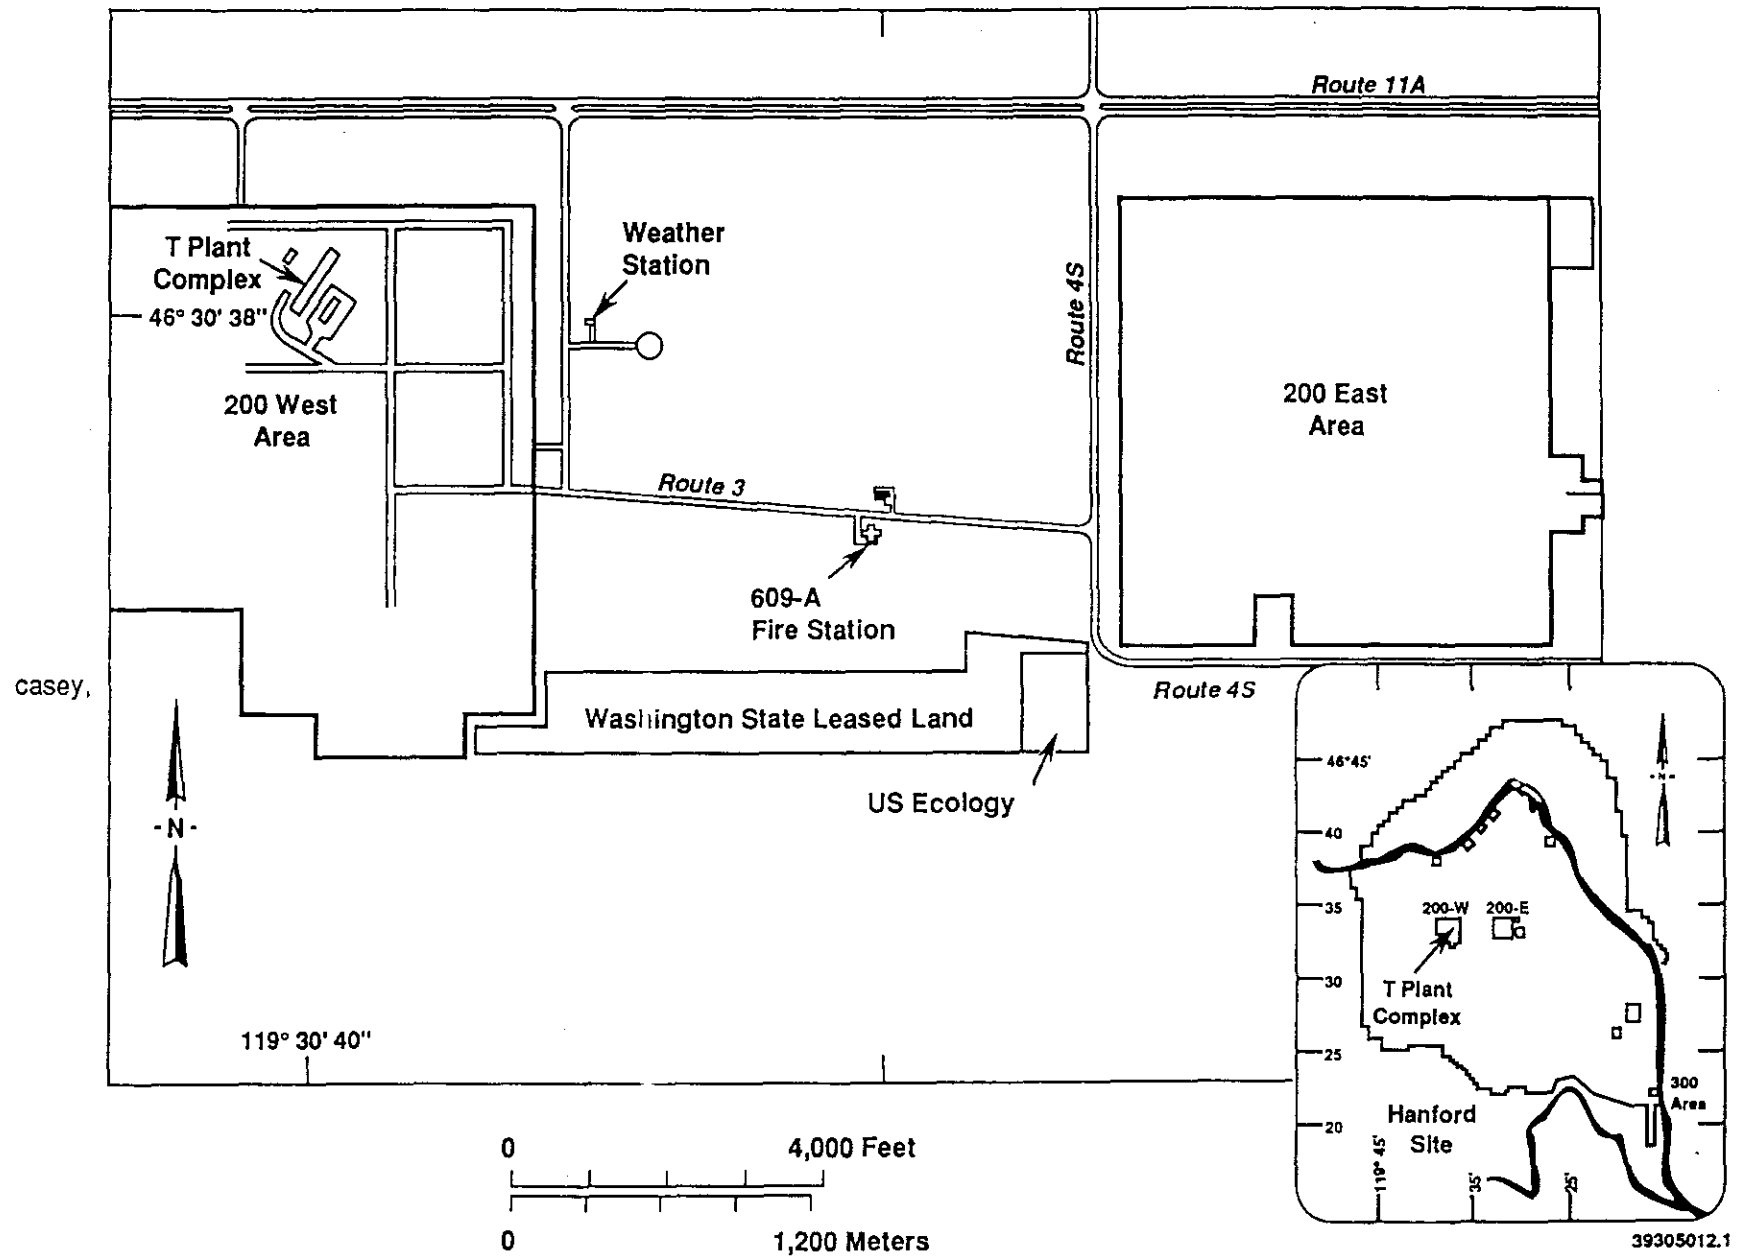 Route 11A
Weather
Station
T Plant
Complex
46° 30' 38"
Route 4S
200 West
Area
200 East
Area
Route 3
609-A
Fire Station
casey,
Route 4S
Washington State Leased Land
US Ecology
- N -
119° 30' 40"
46°45'
- N -
40
35
200-W
200-E
30
T Plant
Complex
25
300
Area
20
Hanford
Site
119° 45'
35'
25'
0
4,000 Feet
0
1,200 Meters
39305012.1